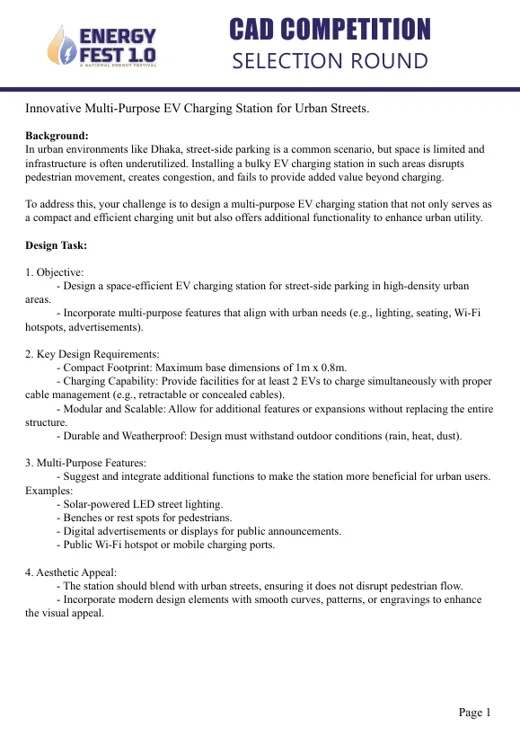 ENERGY
FEST 1.0
A NATIONAL ENERGY FESTIVAL
CAD COMPETITION
SELECTION ROUND
Innovative Multi-Purpose EV Charging Station for Urban Streets.
Background:
In urban environments like Dhaka, street-side parking is a common scenario, but space is limited and
infrastructure is often underutilized. Installing a bulky EV charging station in such areas disrupts
pedestrian movement, creates congestion, and fails to provide added value beyond charging.
To address this, your challenge is to design a multi-purpose EV charging station that not only serves as
a compact and efficient charging unit but also offers additional functionality to enhance urban utility.
Design Task:
1. Objective:
- Design a space-efficient EV charging station for street-side parking in high-density urban
areas.
- Incorporate multi-purpose features that align with urban needs (e.g., lighting, seating, Wi-Fi
hotspots, advertisements).
2. Key Design Requirements:
- Compact Footprint: Maximum base dimensions of 1m x 0.8m.
- Charging Capability: Provide facilities for at least 2 EVs to charge simultaneously with proper
cable management (e.g., retractable or concealed cables).
- Modular and Scalable: Allow for additional features or expansions without replacing the entire
structure.
- Durable and Weatherproof: Design must withstand outdoor conditions (rain, heat, dust).
3. Multi-Purpose Features:
- Suggest and integrate additional functions to make the station more beneficial for urban users.
Examples:
- Solar-powered LED street lighting.
- Benches or rest spots for pedestrians.
- Digital advertisements or displays for public announcements.
- Public Wi-Fi hotspot or mobile charging ports.
4. Aesthetic Appeal:
- The station should blend with urban streets, ensuring it does not disrupt pedestrian flow.
- Incorporate modern design elements with smooth curves, patterns, or engravings to enhance
the visual appeal.
Page 1